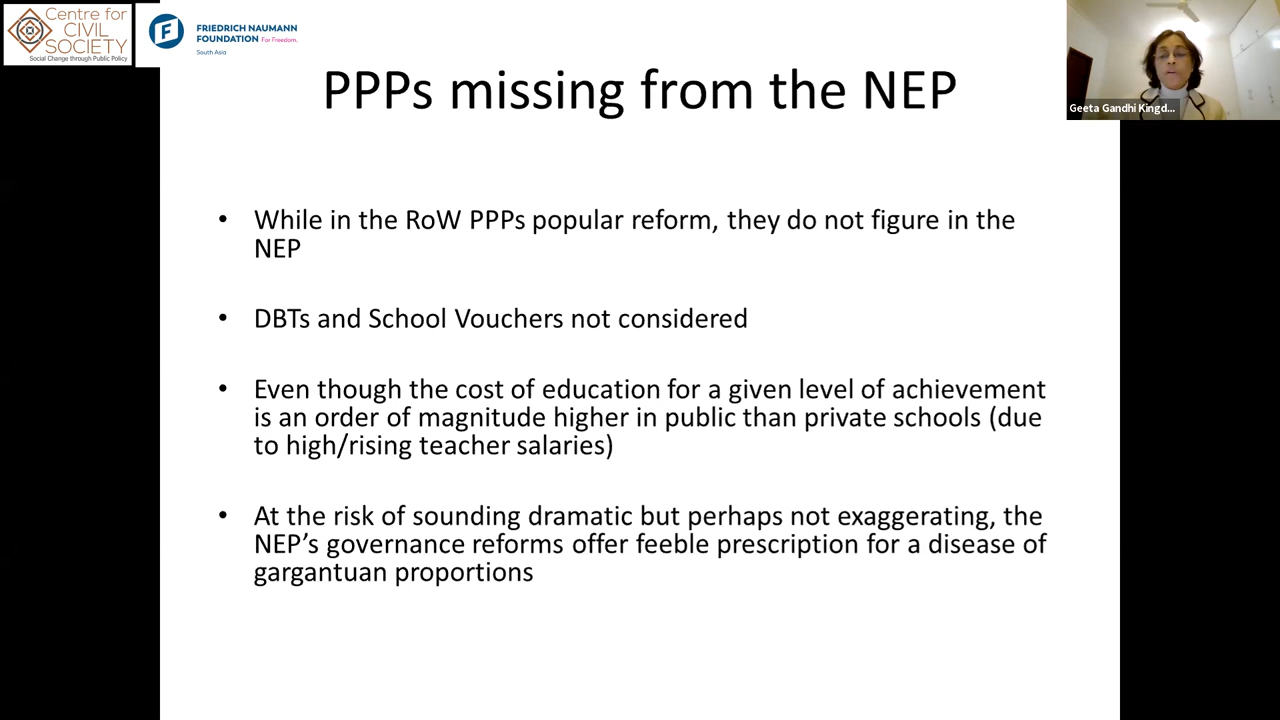 Centre for
CIVIL
SOCIETY
Social Change through Public Policy
F
FRIEDRICH NAUMANN
FOUNDATION For Freedom.
South Asia
PPPs missing from the NEP
Geeta Gandhi Kingd...
• While in the RoW PPPs popular reform, they do not figure in the
NEP
• DBTs and School Vouchers not considered
• Even though the cost of education for a given level of achievement
is an order of magnitude higher in public than private schools (due
to high/rising teacher salaries)
• At the risk of sounding dramatic but perhaps not exaggerating, the
NEP’s governance reforms offer feeble prescription for a disease of
gargantuan proportions